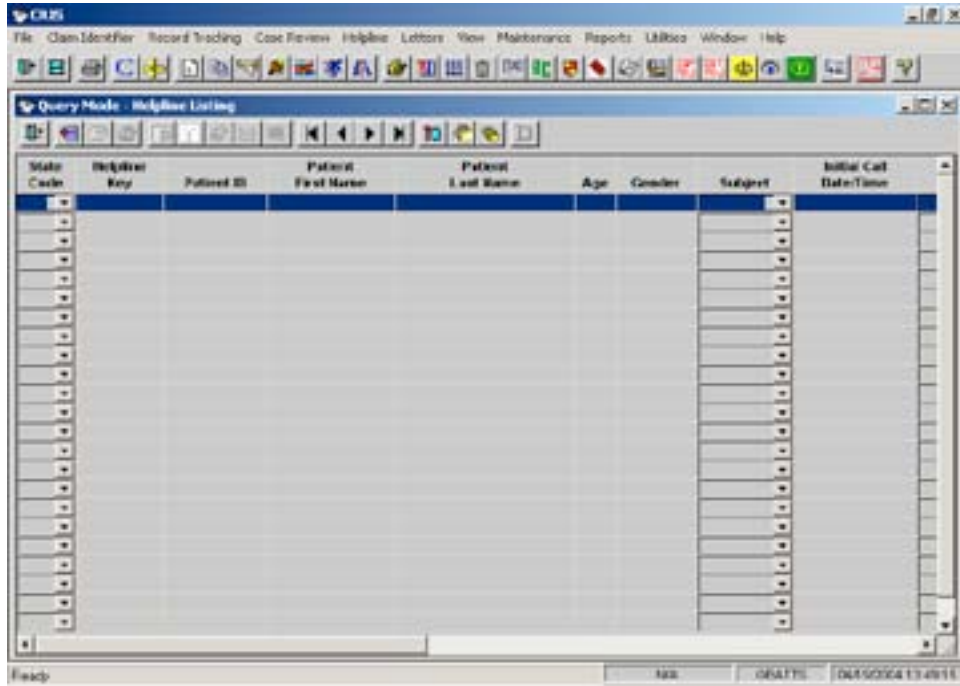 CRIS
File Claim Identifier Record Tracking Case Review Helpline Letters View Maintenance Reports Utilities Window Help
Query Mode - Helpline Listing
State Code Helpline Key Patient ID Patient First Name Patient Last Name Age Gender Subject Initial Call Date/Time
Ready